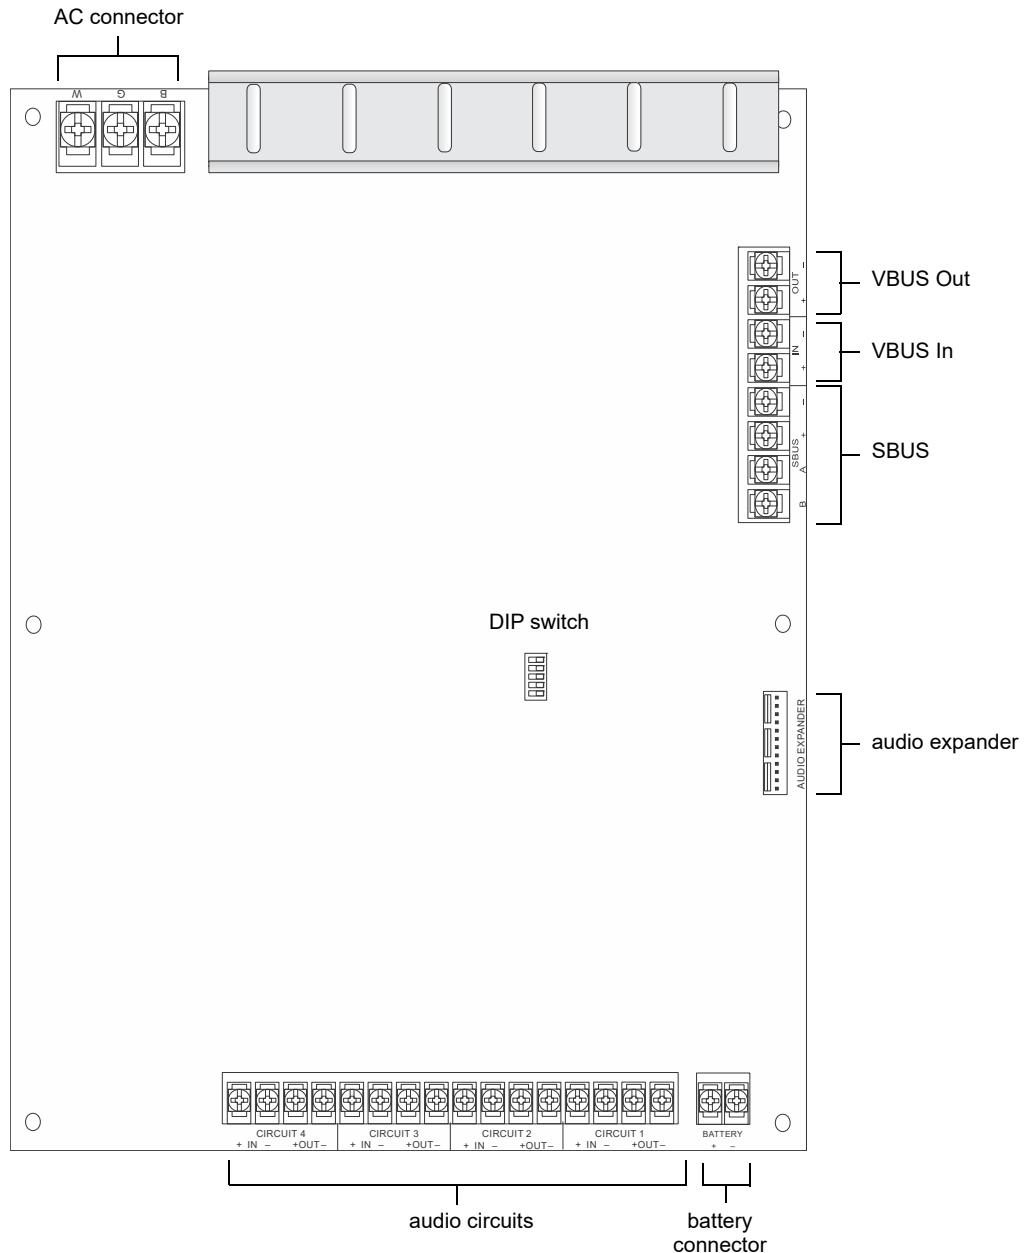 AC connector
W G B
OUT
–
+
VBUS Out
IN
–
+
VBUS In
SBUS
–
+
A
B
SBUS
DIP switch
AUDIO EXPANDER
audio expander
CIRCUIT 4 CIRCUIT 3 CIRCUIT 2 CIRCUIT 1 BATTERY
+ IN – +OUT– + IN – +OUT– + IN – +OUT– + IN – +OUT– + –
audio circuits
battery
connector